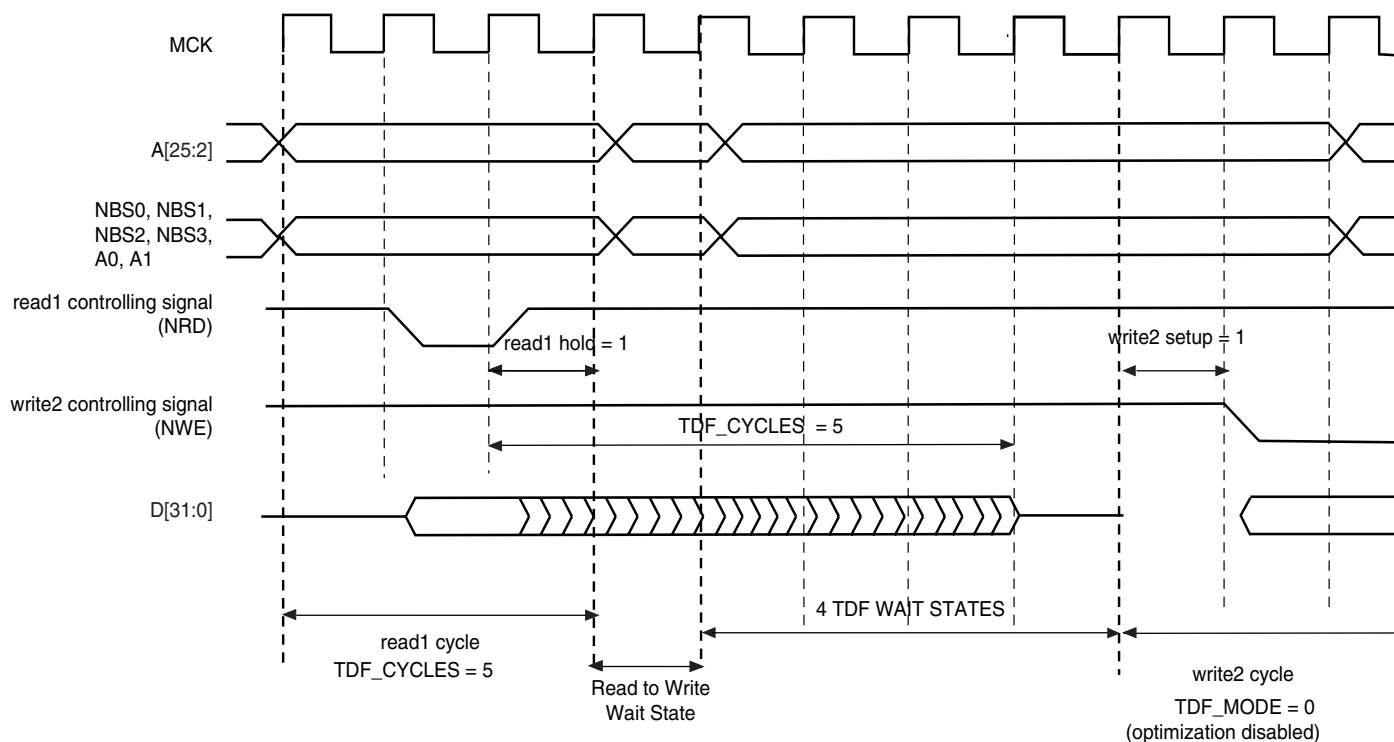 MCK
A[25:2]
NBS0, NBS1,
NBS2, NBS3,
A0, A1
read1 controlling signal
(NRD)
read1 hold = 1
write2 setup = 1
write2 controlling signal
(NWE)
TDF_CYCLES = 5
D[31:0]
4 TDF WAIT STATES
read1 cycle
TDF_CYCLES = 5
Read to Write
Wait State
write2 cycle
TDF_MODE = 0
(optimization disabled)